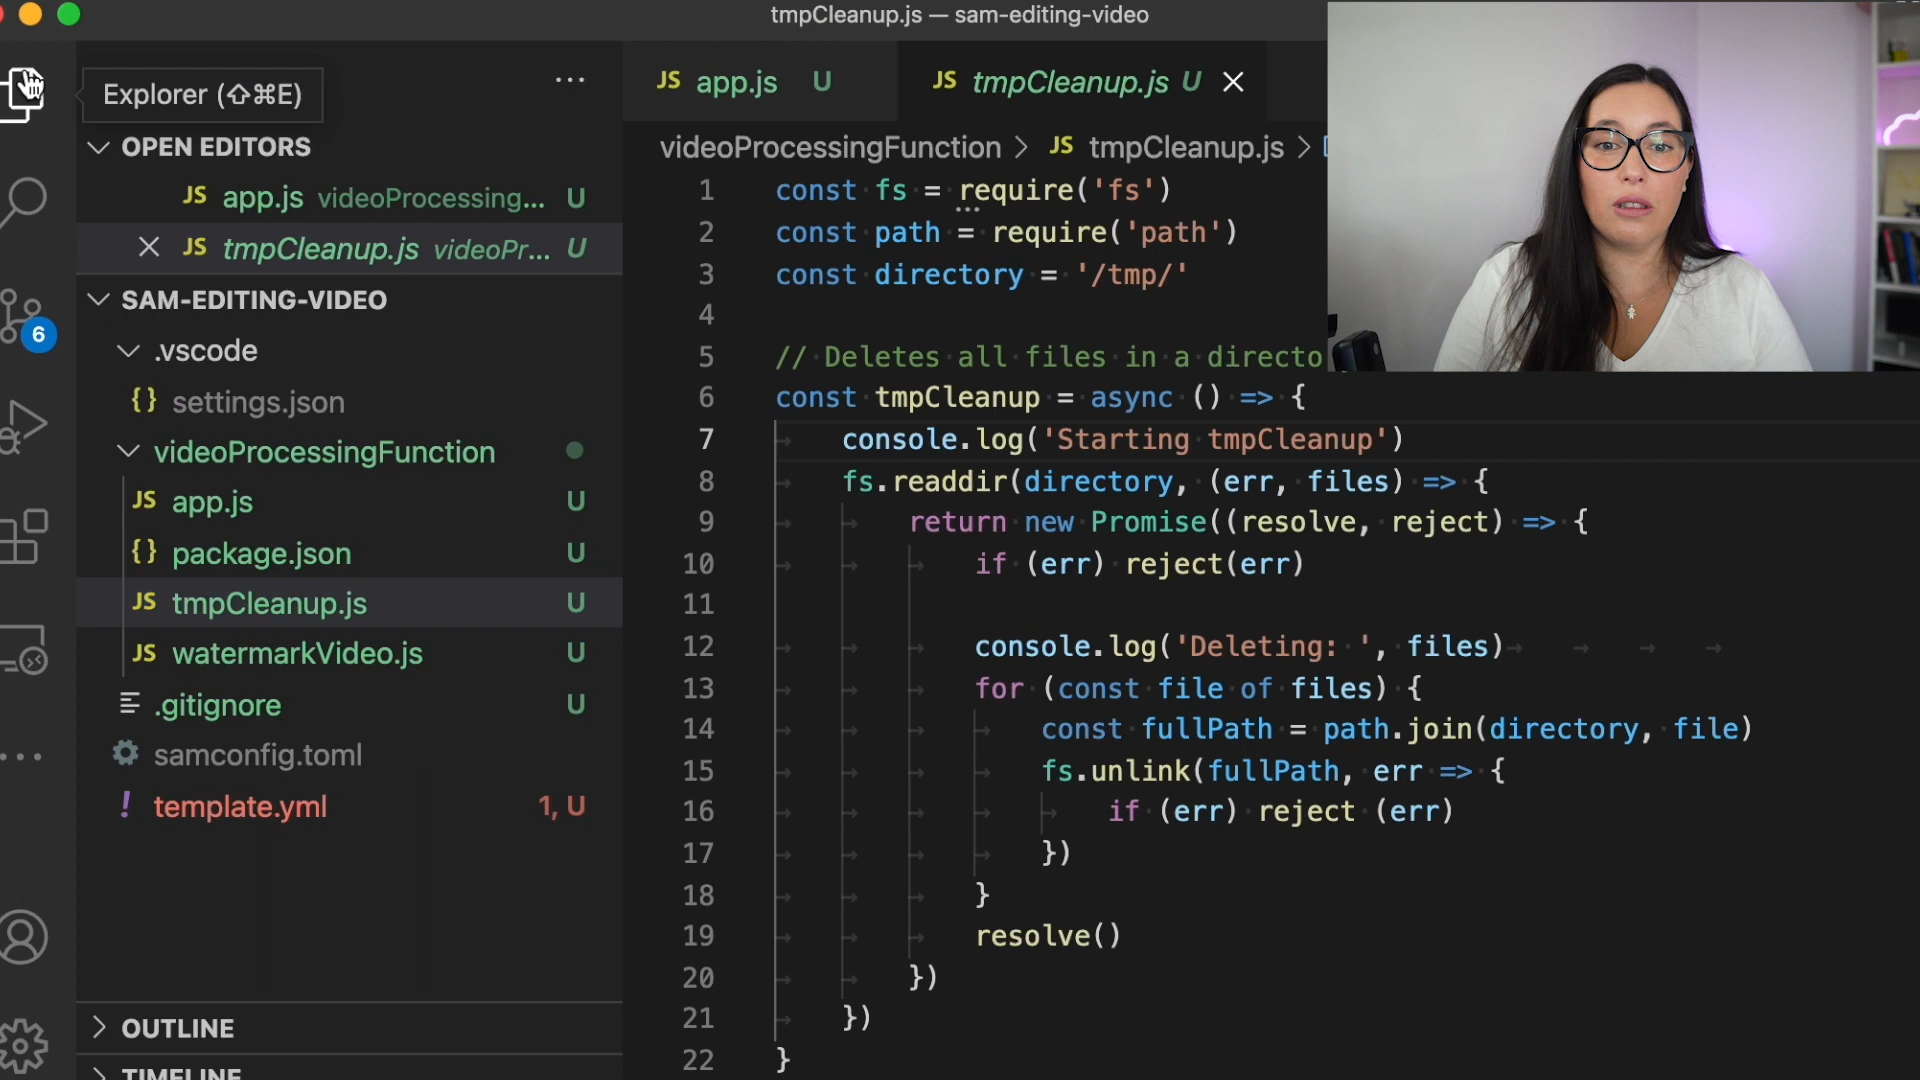 tmpCleanup.js — sam-editing-video
Explorer (⇧⌘E)
...
OPEN EDITORS
JS app.js videoProcessing... U
JS tmpCleanup.js videoPr... U
SAM-EDITING-VIDEO
.vscode
{} settings.json
videoProcessingFunction
JS app.js U
{} package.json U
JS tmpCleanup.js U
JS watermarkVideo.js U
.gitignore U
samconfig.toml
! template.yml 1, U
OUTLINE
TIMELINE
6
JS app.js U
JS tmpCleanup.js U
videoProcessingFunction > JS tmpCleanup.js >
1 const fs = require('fs')
2 const path = require('path')
3 const directory = '/tmp/'
4
5 // Deletes all files in a directo
6 const tmpCleanup = async () => {
7 console.log('Starting tmpCleanup')
8 fs.readdir(directory, (err, files) => {
9 return new Promise((resolve, reject) => {
10 if (err) reject(err)
11
12 console.log('Deleting: ', files)
13 for (const file of files) {
14 const fullPath = path.join(directory, file)
15 fs.unlink(fullPath, err => {
16 if (err) reject (err)
17 })
18 }
19 resolve()
20 })
21 })
22 }